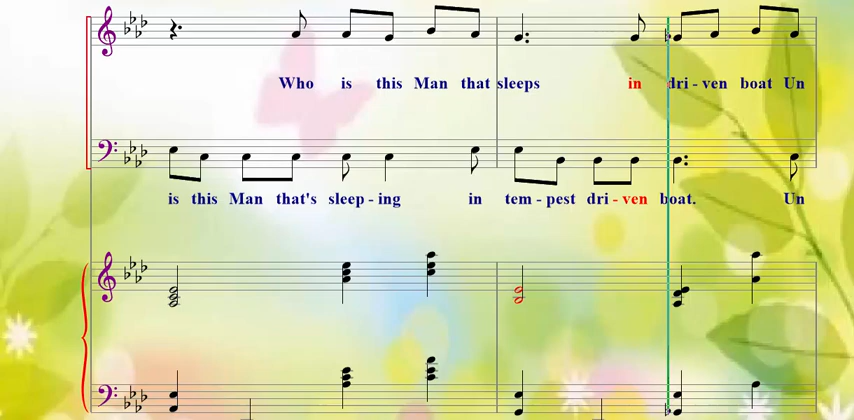 Who is this Man that sleeps in dri - ven boat Un
is this Man that's sleep - ing in tem - pest dri - ven boat. Un